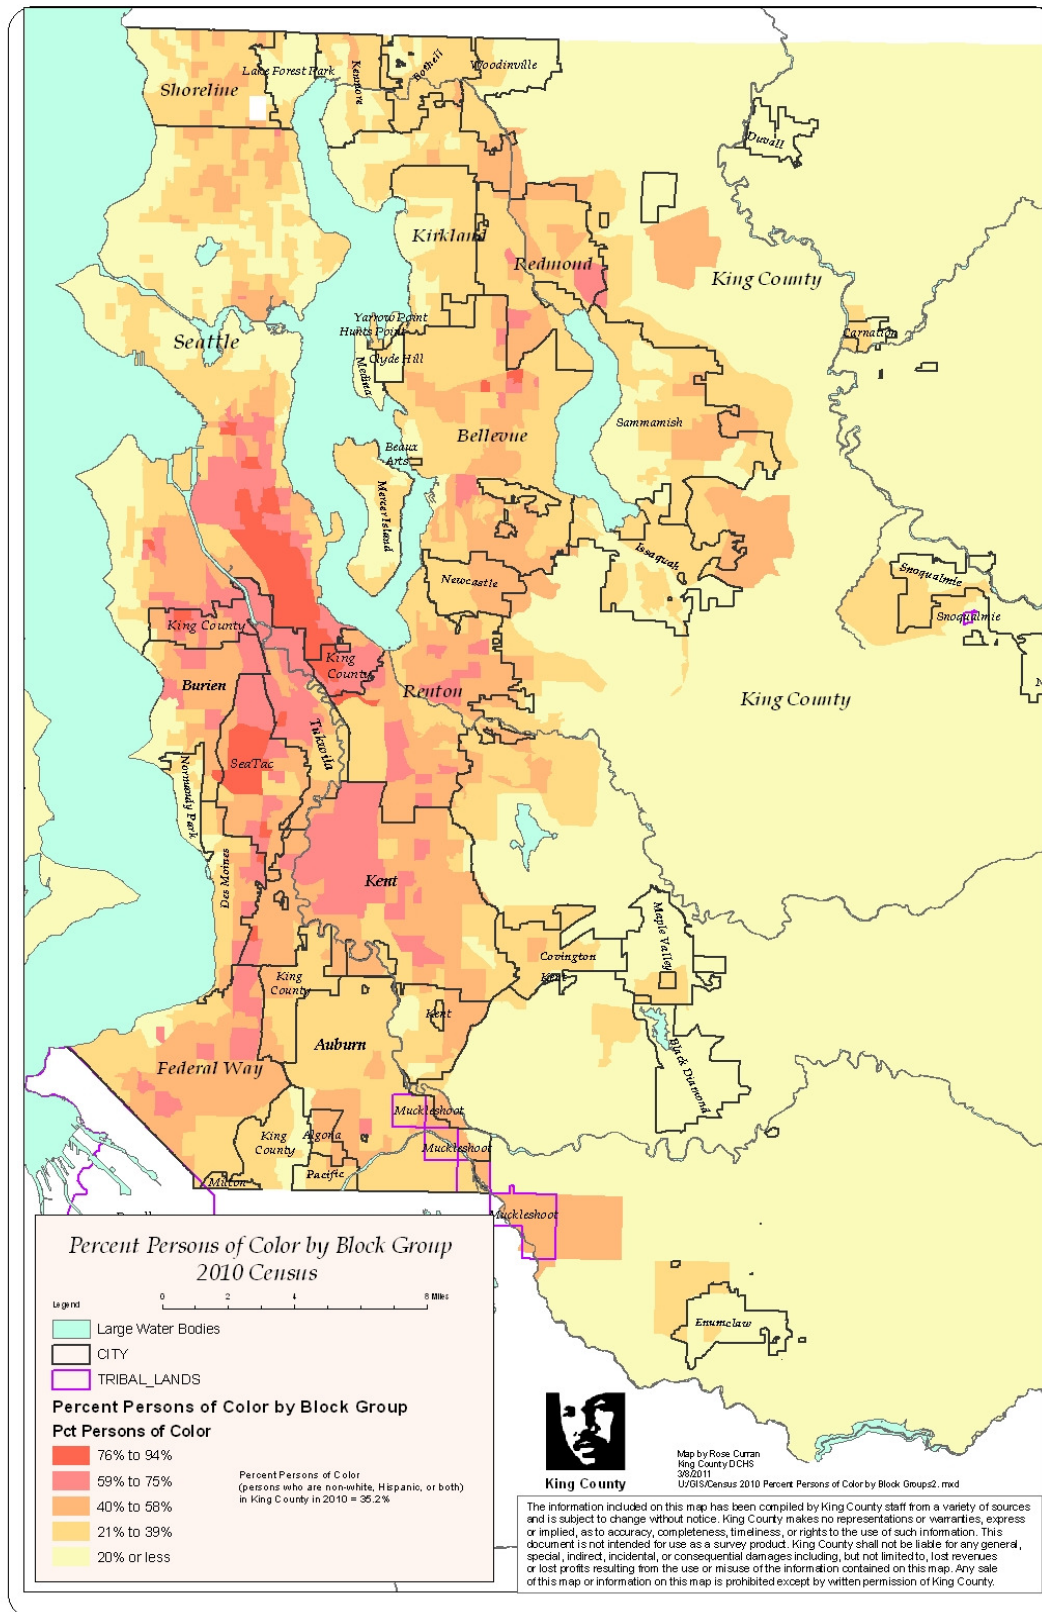 Shoreline
Lake Forest Park
Kenmore
Bothell
Woodinville
Duvall
Kirkland
Redmond
King County
Yarrow Point
Hunts Point
Clyde Hill
Medina
Seattle
Carnation
Sammamish
Bellevue
Beaux
Arts
Mercer Island
Issaquah
Newcastle
Snoqualmie
Snoqualmie
King County
King
County
Burien
Renton
King County
N
Tukwila
SeaTac
Normandy Park
Des Moines
Kent
Maple Valley
Covington
Kent
King
County
Kent
Auburn
Black Diamond
Federal Way
Muckleshoot
King
County
Algona
Muckleshoot
Pacific
Milton
Muckleshoot
Enumclaw
Percent Persons of Color by Block Group
2010 Census
Legend
0 2 4 8 Miles
Large Water Bodies
CITY
TRIBAL_LANDS
Percent Persons of Color by Block Group
Pct Persons of Color
76% to 94%
59% to 75%
40% to 58%
21% to 39%
20% or less
Percent Persons of Color
(persons who are non-white, Hispanic, or both)
in King County in 2010 = 35.2%
King County
Map by Rose Curran
King County DCHS
3/8/2011
U:/GIS/Census 2010 Percent Persons of Color by Block Groups2. mxd
The information included on this map has been compiled by King County staff from a variety of sources
and is subject to change without notice. King County makes no representations or warranties, express
or implied, as to accuracy, completeness, timeliness, or rights to the use of such information. This
document is not intended for use as a survey product. King County shall not be liable for any general,
special, indirect, incidental, or consequential damages including, but not limited to, lost revenues
or lost profits resulting from the use or misuse of the information contained on this map. Any sale
of this map or information on this map is prohibited except by written permission of King County.